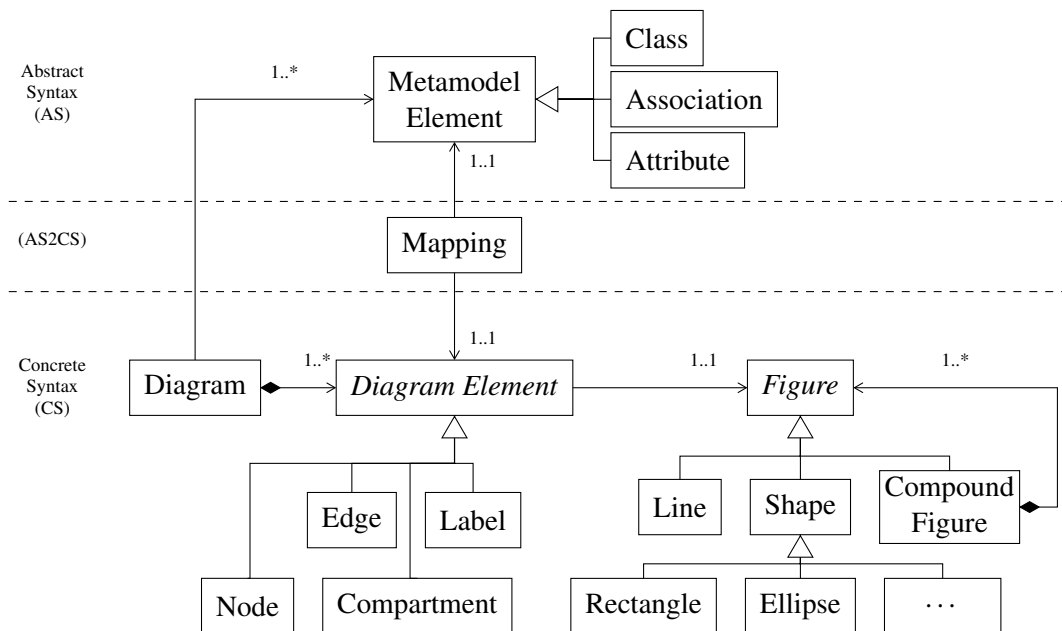 Class
Abstract
Syntax
(AS)
1..*
Metamodel
Element
Association
Attribute
1..1
(AS2CS)
Mapping
1..1
Concrete
Syntax
(CS)
Diagram
1..*
Diagram Element
1..1
Figure
1..*
Edge
Label
Line
Shape
Compound
Figure
Node
Compartment
Rectangle
Ellipse
...